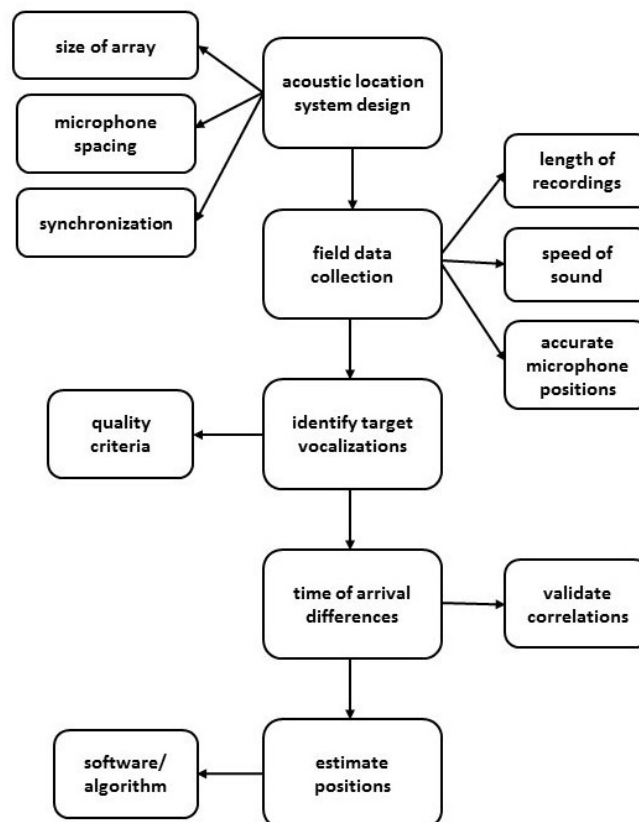 size of array
acoustic location
system design
microphone
spacing
synchronization
length of
recordings
field data
collection
speed of
sound
accurate
microphone
positions
quality
criteria
identify target
vocalizations
time of arrival
differences
validate
correlations
software/
algorithm
estimate
positions